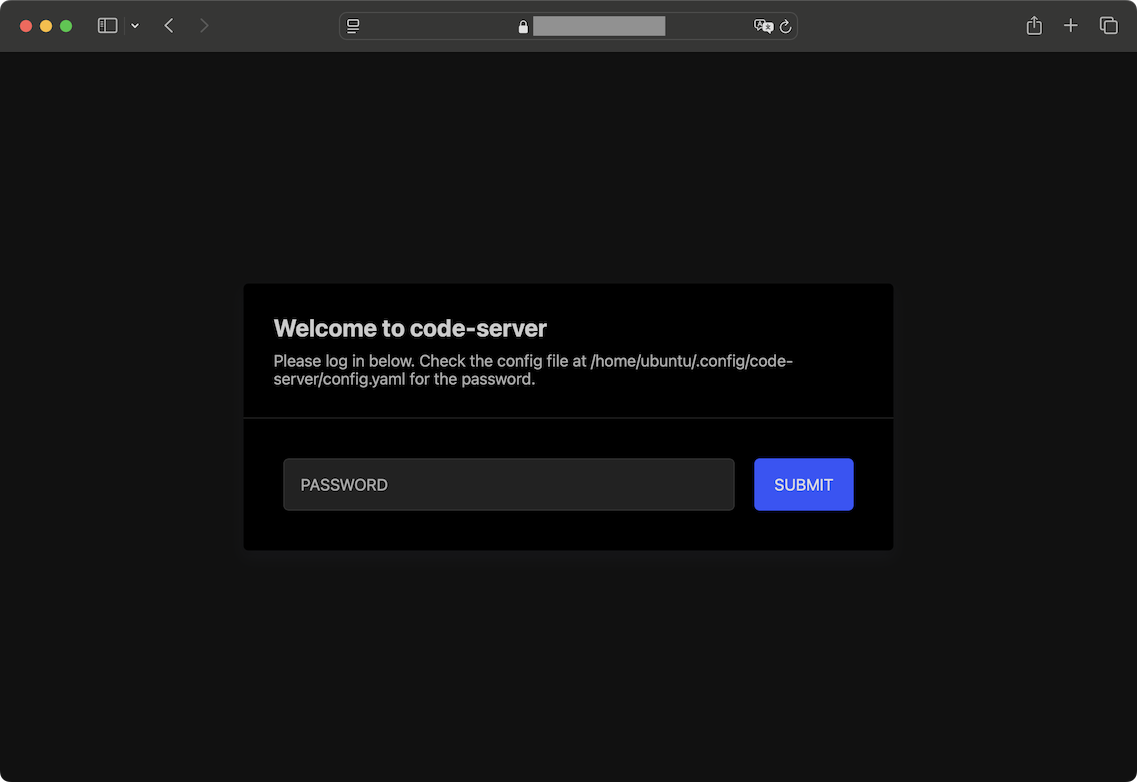 Welcome to code-server
Please log in below. Check the config file at /home/ubuntu/.config/code-
server/config.yaml for the password.
PASSWORD
SUBMIT